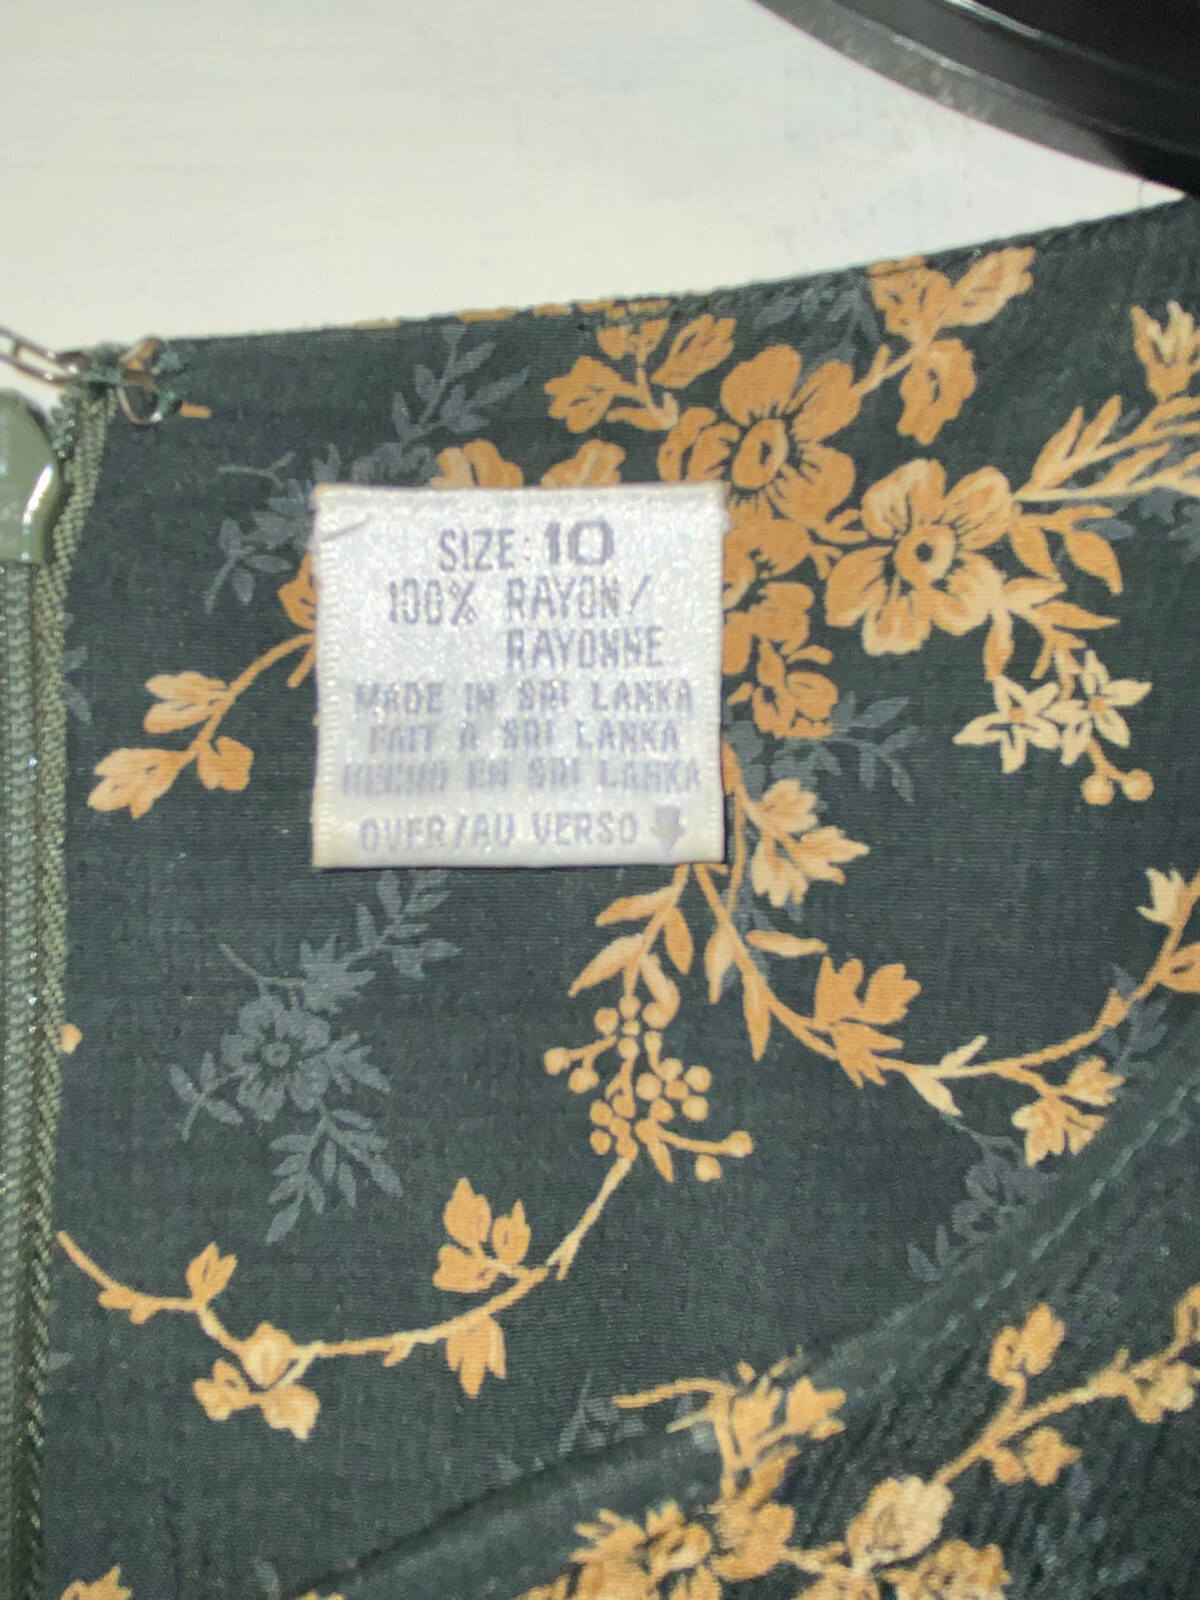 SIZE: 10
100% RAYON/
RAYONNE
MADE IN SRI LANKA
FAIT A SRI LANKA
HECHO EN SRI LANKA
OVER/AU VERSO